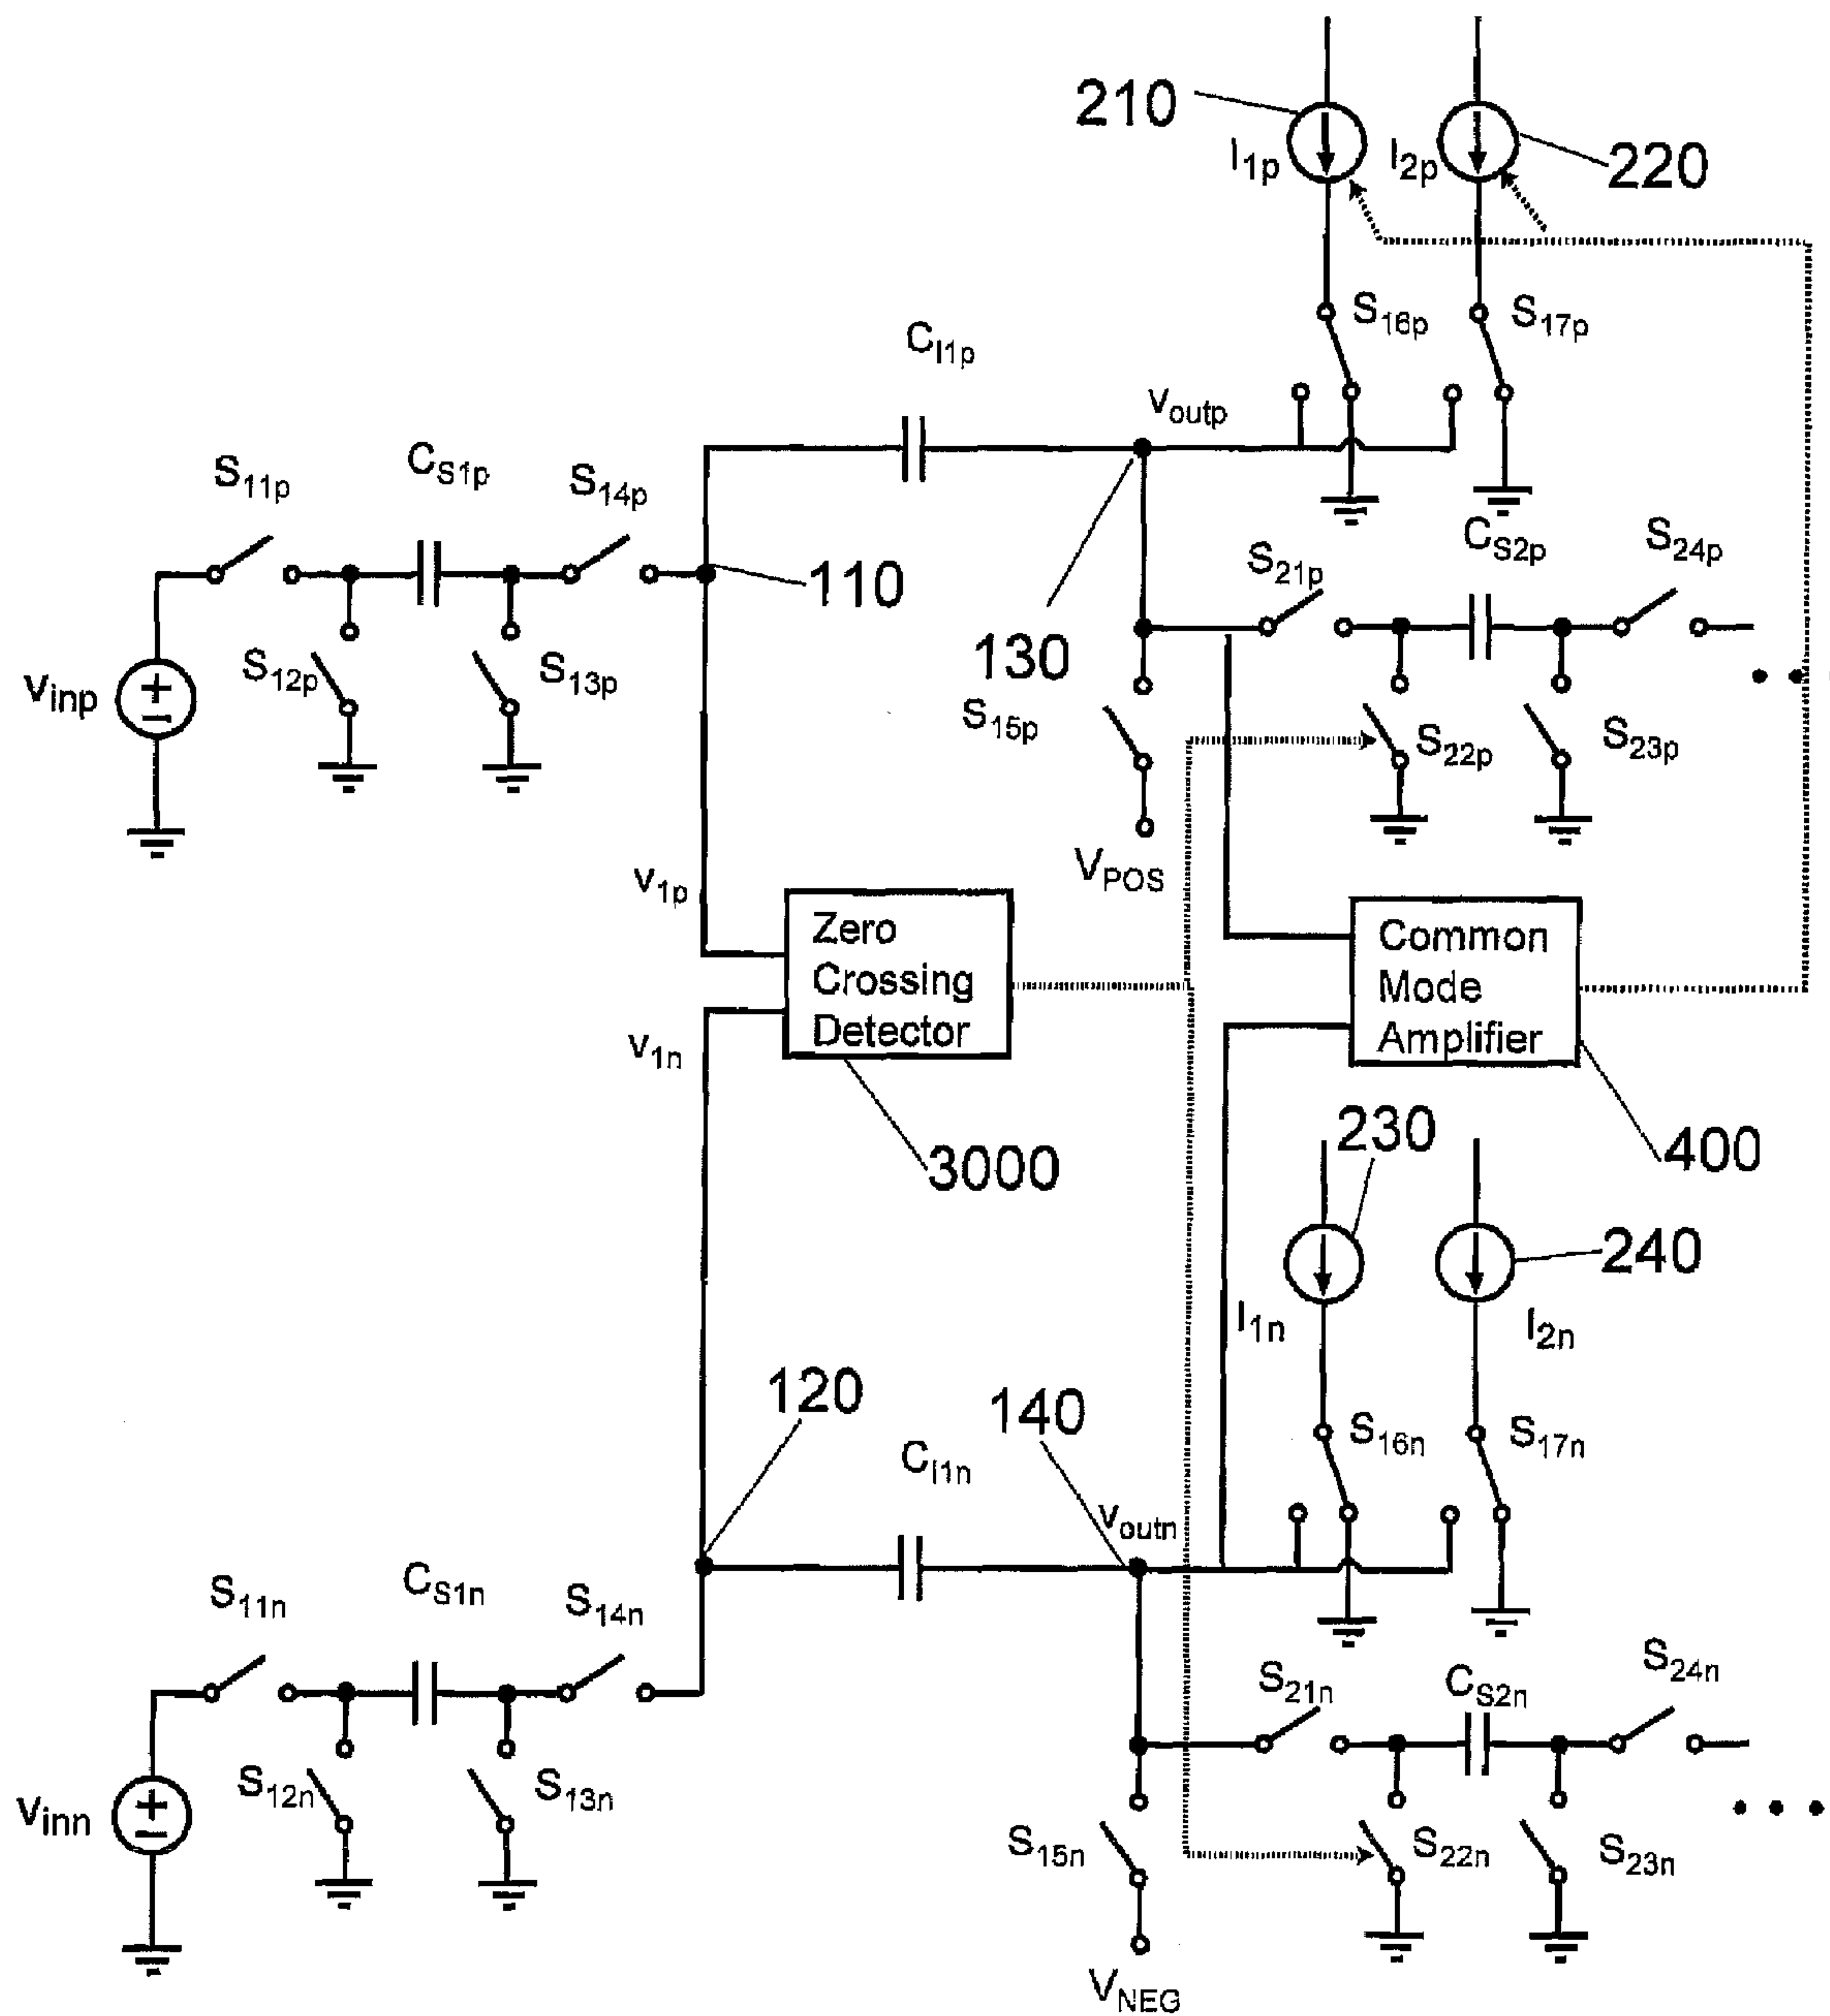 210
I1p
I2p
220
S16p
S17p
CI1p
voutp
S11p
CS1p
S14p
CS2p
S24p
S21p
110
130
vinp
S12p
S13p
S15p
S22p
S23p
VPOS
v1p
Zero
Crossing
Detector
Common
Mode
Amplifier
v1n
3000
230
400
240
I1n
I2n
120
140
S16n
S17n
CI1n
voutn
S11n
CS1n
S14n
S21n
CS2n
S24n
vinn
S12n
S13n
S15n
S22n
S23n
VNEG